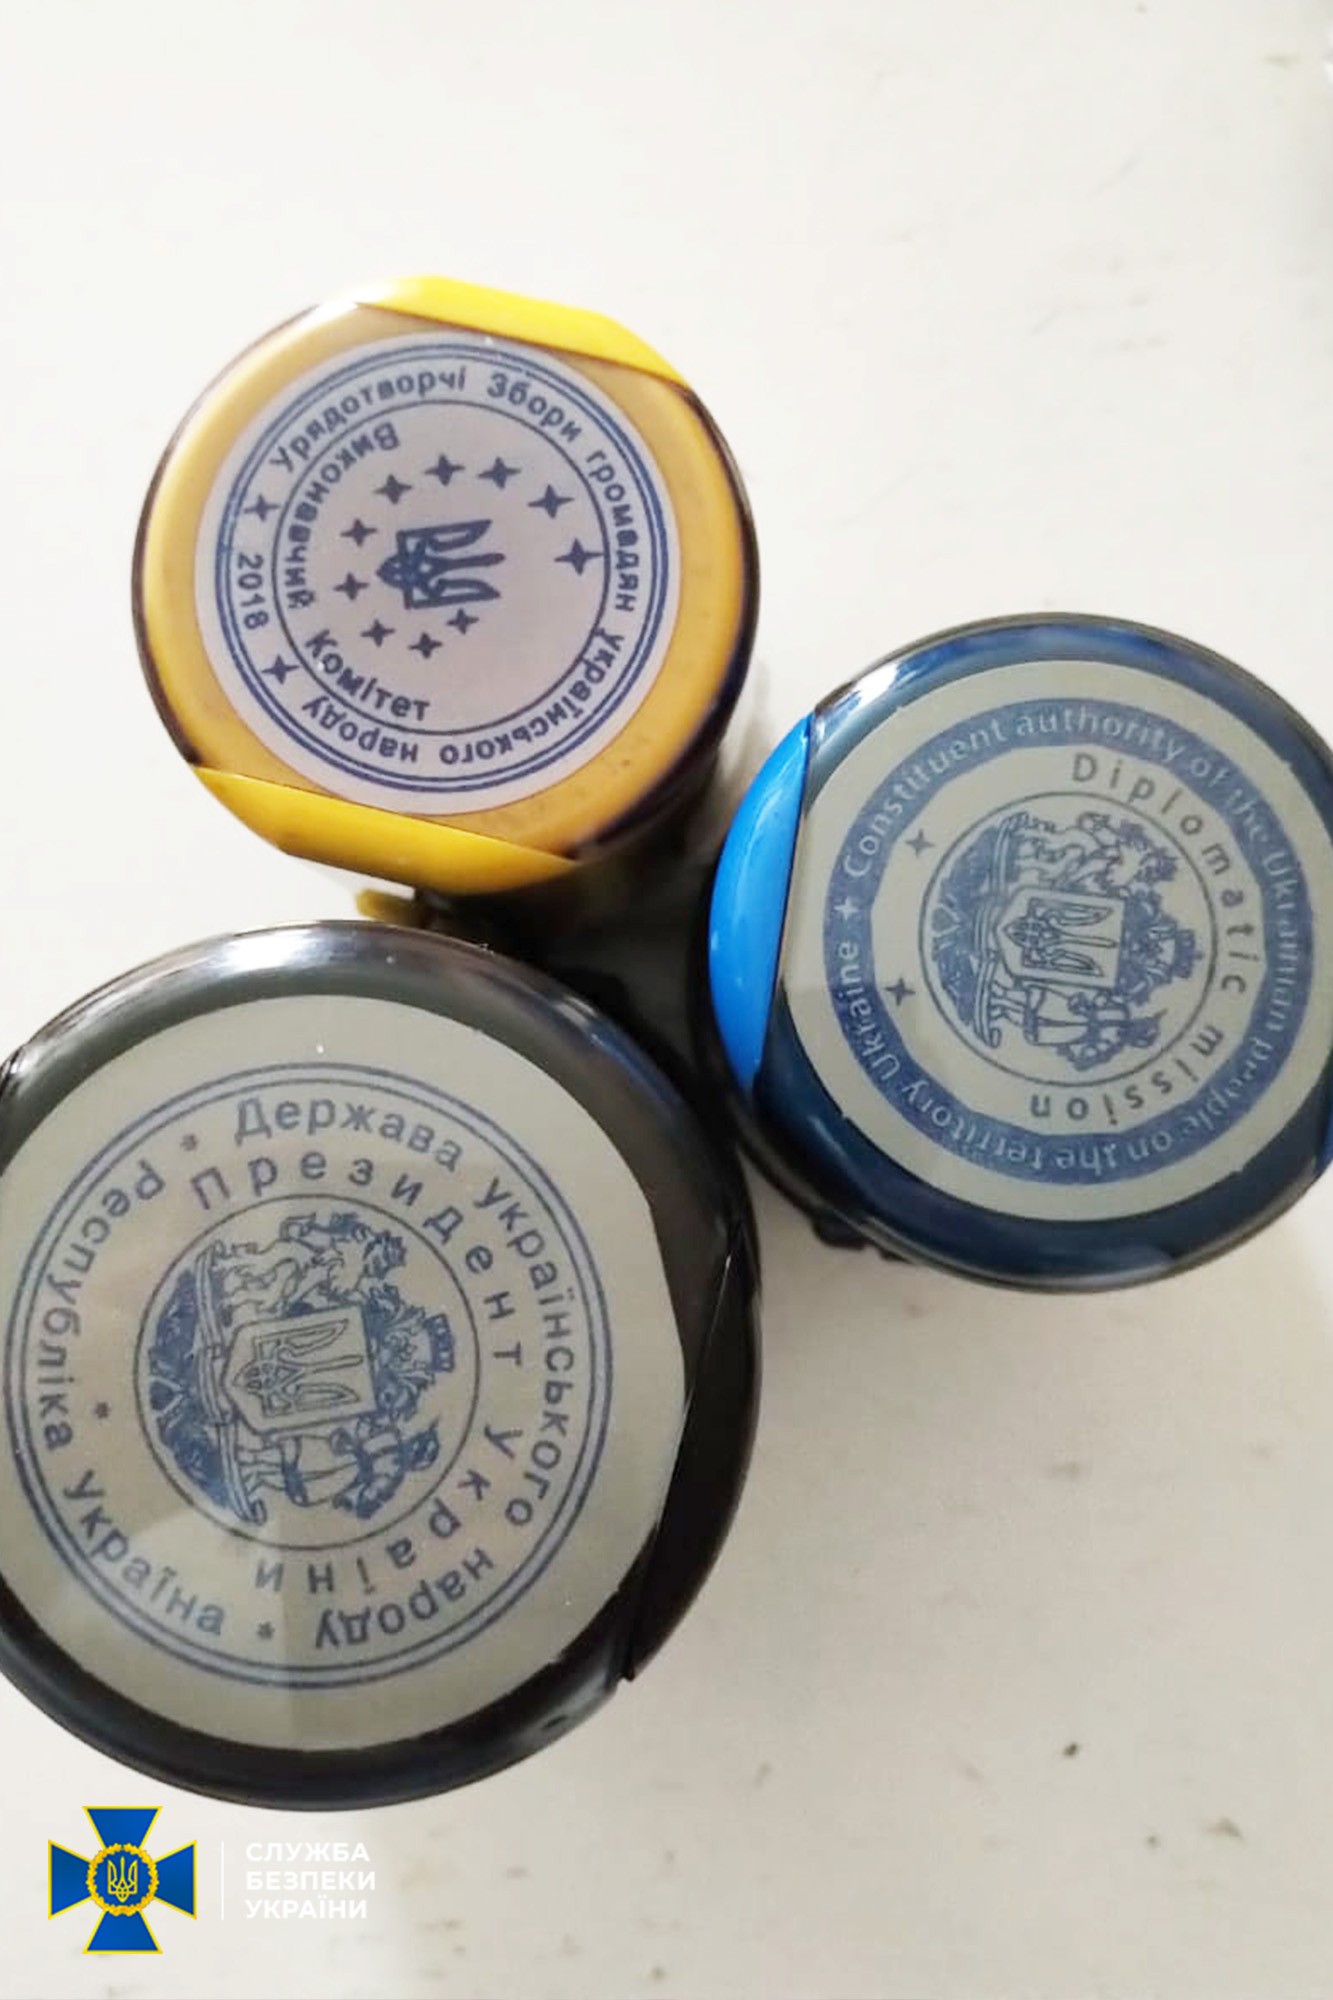 Урядотворчі Збори громадян українського народу
2018
Виконавчий Комітет
Constituent authority of the Ukrainian people on the territory Ukraine
Diplomatic mission
Держава українського народу * республіка україна *
Президент України
СЛУЖБА
БЕЗПЕКИ
УКРАЇНИ